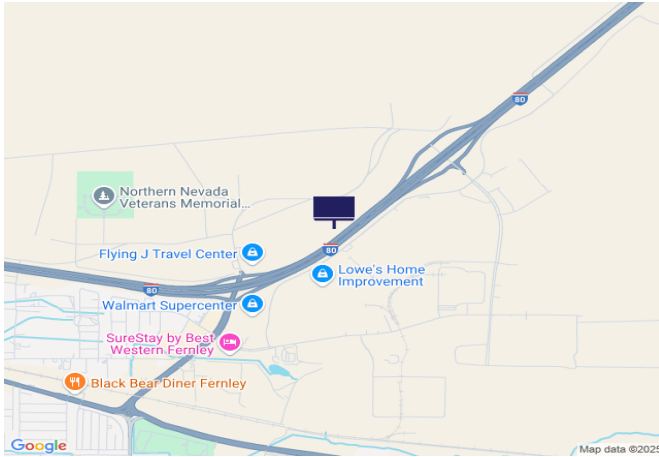 80
Northern Nevada
Veterans Memorial...
Flying J Travel Center
80
Lowe's Home
Improvement
80
Walmart Supercenter
SureStay by Best
Western Fernley
Black Bear Diner Fernley
Google
Map data ©2025